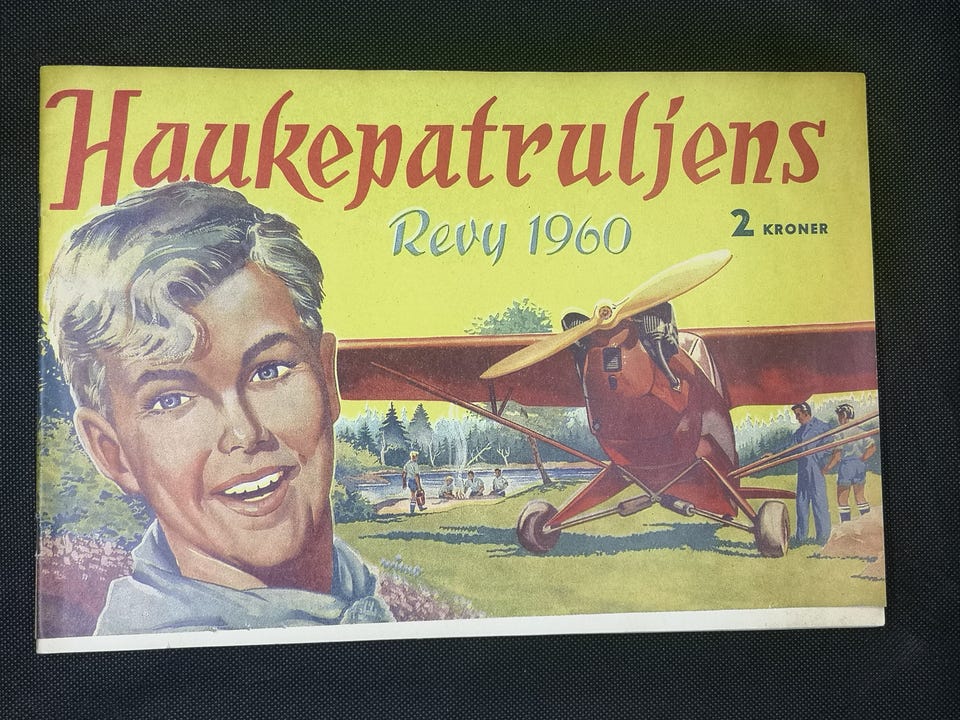 Haukepatruljens
Revy 1960
2 KRONER